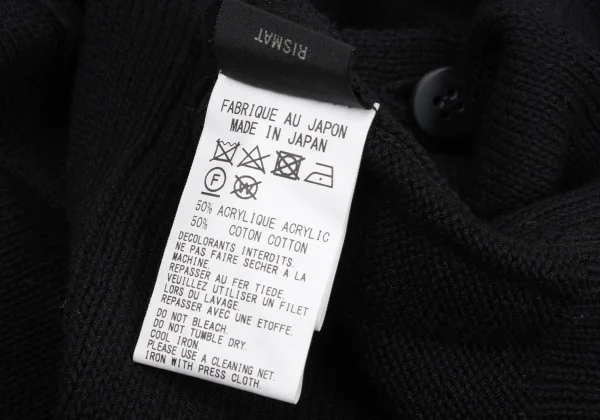 RISMAT
FABRIQUE AU JAPON
MADE IN JAPAN
F
W
50% ACRYLIQUE ACRYLIC
50% COTON COTTON
DECOLORANTS INTERDITS.
NE PAS FAIRE SECHER A LA
MACHINE.
REPASSER AU FER TIEDE.
VEUILLEZ UTILISER UN FILET
LORS DU LAVAGE.
REPASSER AVEC UNE ETOFFE.
DO NOT BLEACH.
DO NOT TUMBLE DRY.
COOL IRON.
PLEASE USE A CLEANING NET.
IRON WITH PRESS CLOTH.